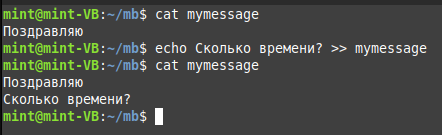 mint@mint-VB:~/mb$ cat mymessage
Поздравляю
mint@mint-VB:~/mb$ echo Сколько времени? >> mymessage
mint@mint-VB:~/mb$ cat mymessage
Поздравляю
Сколько времени?
mint@mint-VB:~/mb$